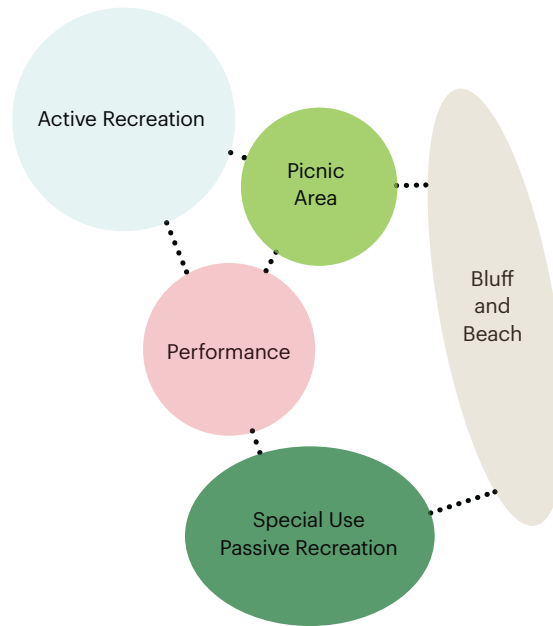 Active Recreation
Picnic
Area
Bluff
and
Beach
Performance
Special Use
Passive Recreation